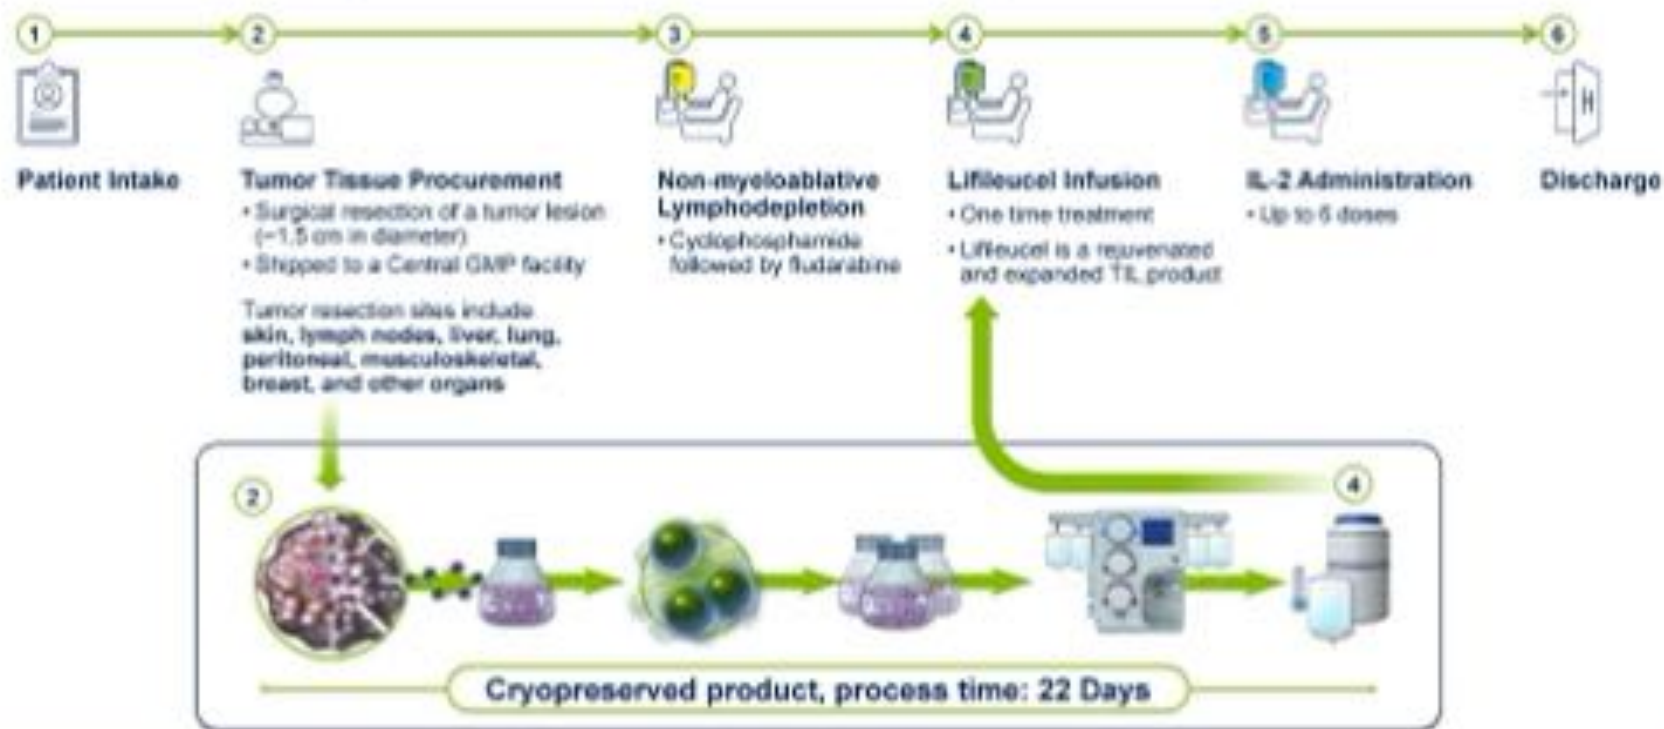 1
2
3
4
5
6
H
Patient Intake
Tumor Tissue Procurement
• Surgical resection of a tumor lesion
(~1.5 cm in diameter)
• Shipped to a Central GMP facility
Tumor resection sites include
skin, lymph nodes, liver, lung,
peritoneal, musculoskeletal,
breast, and other organs
Non-myeloablative
Lymphodepletion
• Cyclophosphamide
followed by fludarabine
Lifileucel Infusion
• One time treatment
• Lifileucel is a rejuvenated
and expanded TIL product
IL-2 Administration
• Up to 6 doses
Discharge
2
4
Cryopreserved product, process time: 22 Days